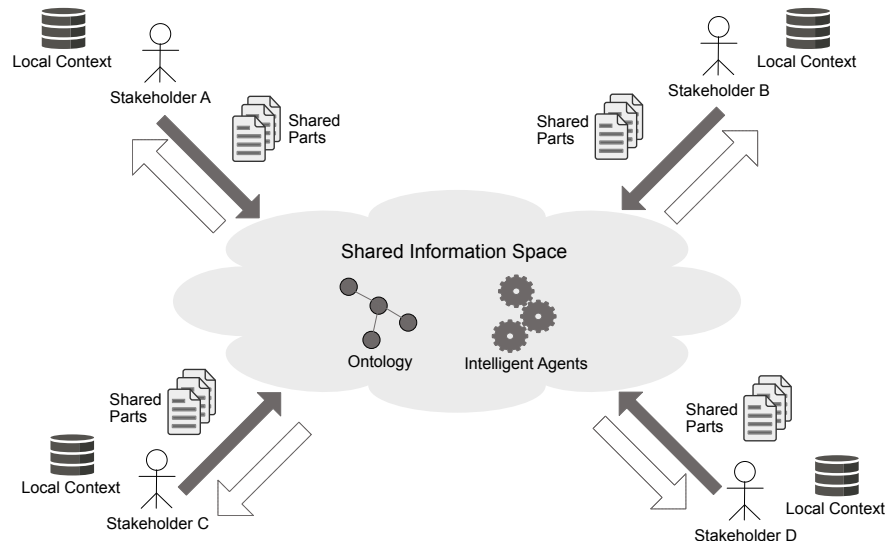 Local Context
Stakeholder A
Shared
Parts
Stakeholder B
Local Context
Shared
Parts
Shared Information Space
Ontology
Intelligent Agents
Shared
Parts
Local Context
Stakeholder C
Shared
Parts
Local Context
Stakeholder D